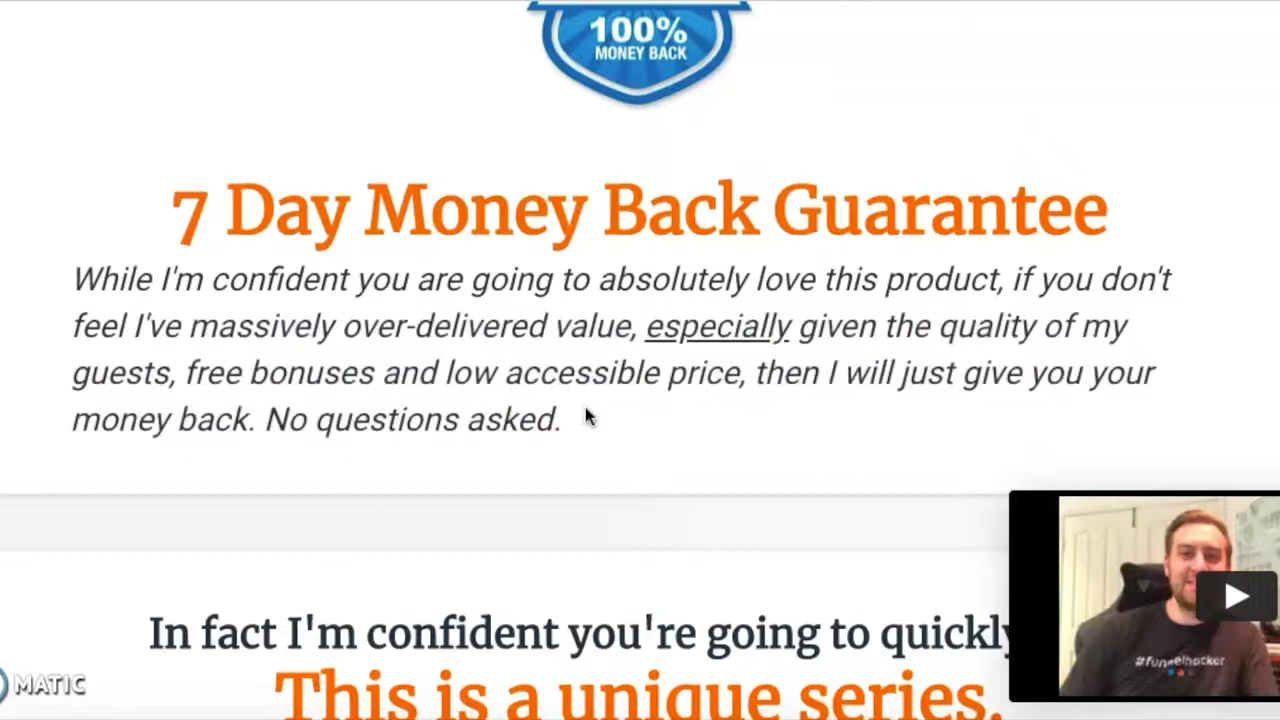 100%
MONEY BACK
7 Day Money Back Guarantee
While I'm confident you are going to absolutely love this product, if you don't
feel I've massively over-delivered value, especially given the quality of my
guests, free bonuses and low accessible price, then I will just give you your
money back. No questions asked.
In fact I'm confident you're going to quickly
This is a unique series.
#funnelhacker
MATIC